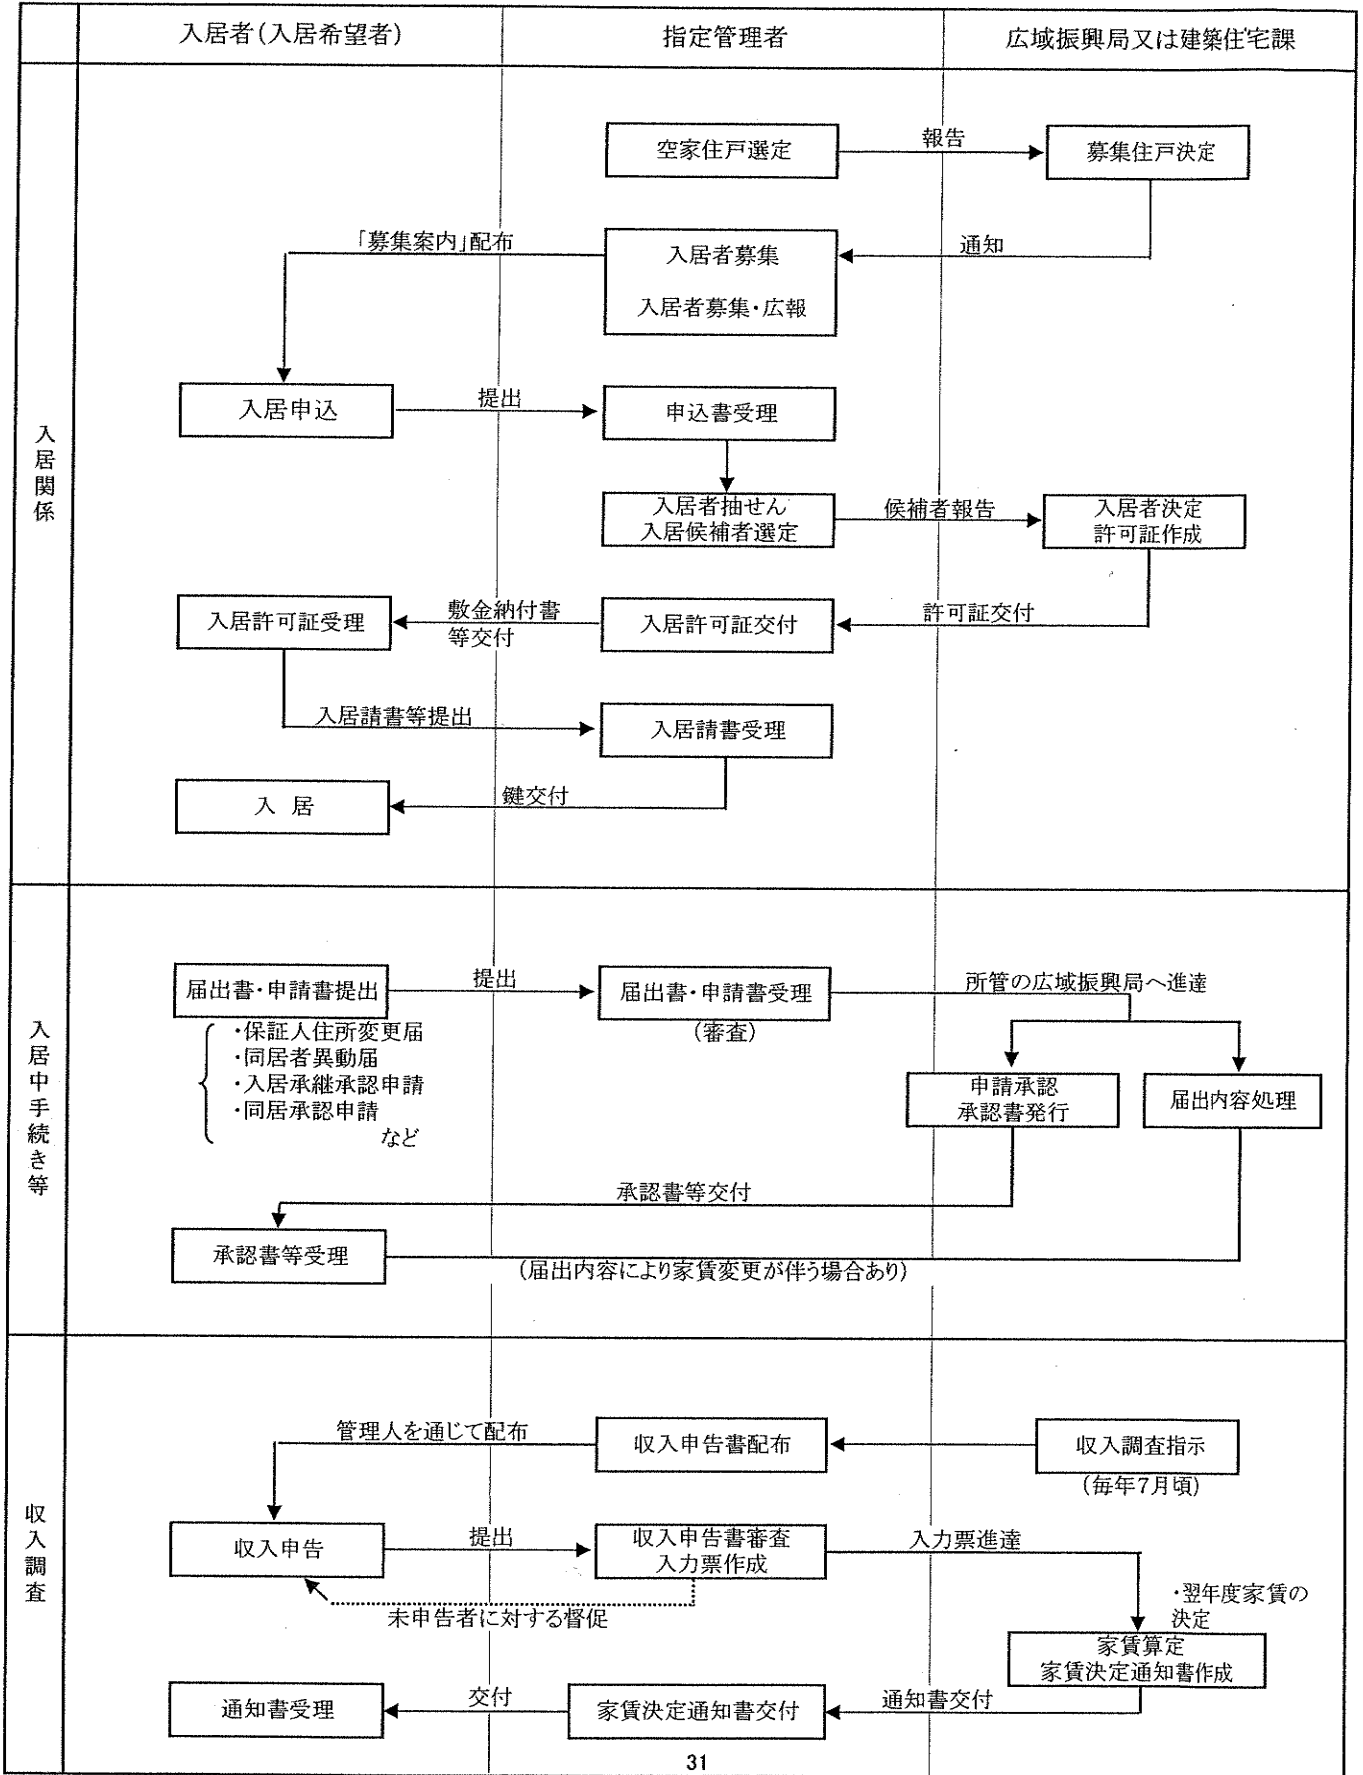 入居者(入居希望者)
指定管理者
広域振興局又は建築住宅課
入居関係
空家住戸選定
報告
募集住戸決定
「募集案内」配布
入居者募集
入居者募集・広報
通知
入居申込
提出
申込書受理
入居者抽せん
入居候補者選定
候補者報告
入居者決定
許可証作成
入居許可証受理
敷金納付書
等交付
入居許可証交付
許可証交付
入居請書等提出
入居請書受理
入 居
鍵交付
入居中手続き等
届出書・申請書提出
提出
届出書・申請書受理
(審査)
所管の広域振興局へ進達
・保証人住所変更届
・同居者異動届
・入居承継承認申請
・同居承認申請
など
申請承認
承認書発行
届出内容処理
承認書等交付
承認書等受理
(届出内容により家賃変更が伴う場合あり)
収入調査
管理人を通じて配布
収入申告書配布
収入調査指示
(毎年7月頃)
収入申告
提出
収入申告書審査
入力票作成
入力票進達
未申告者に対する督促
・翌年度家賃の
決定
家賃算定
家賃決定通知書作成
通知書受理
交付
家賃決定通知書交付
通知書交付
31